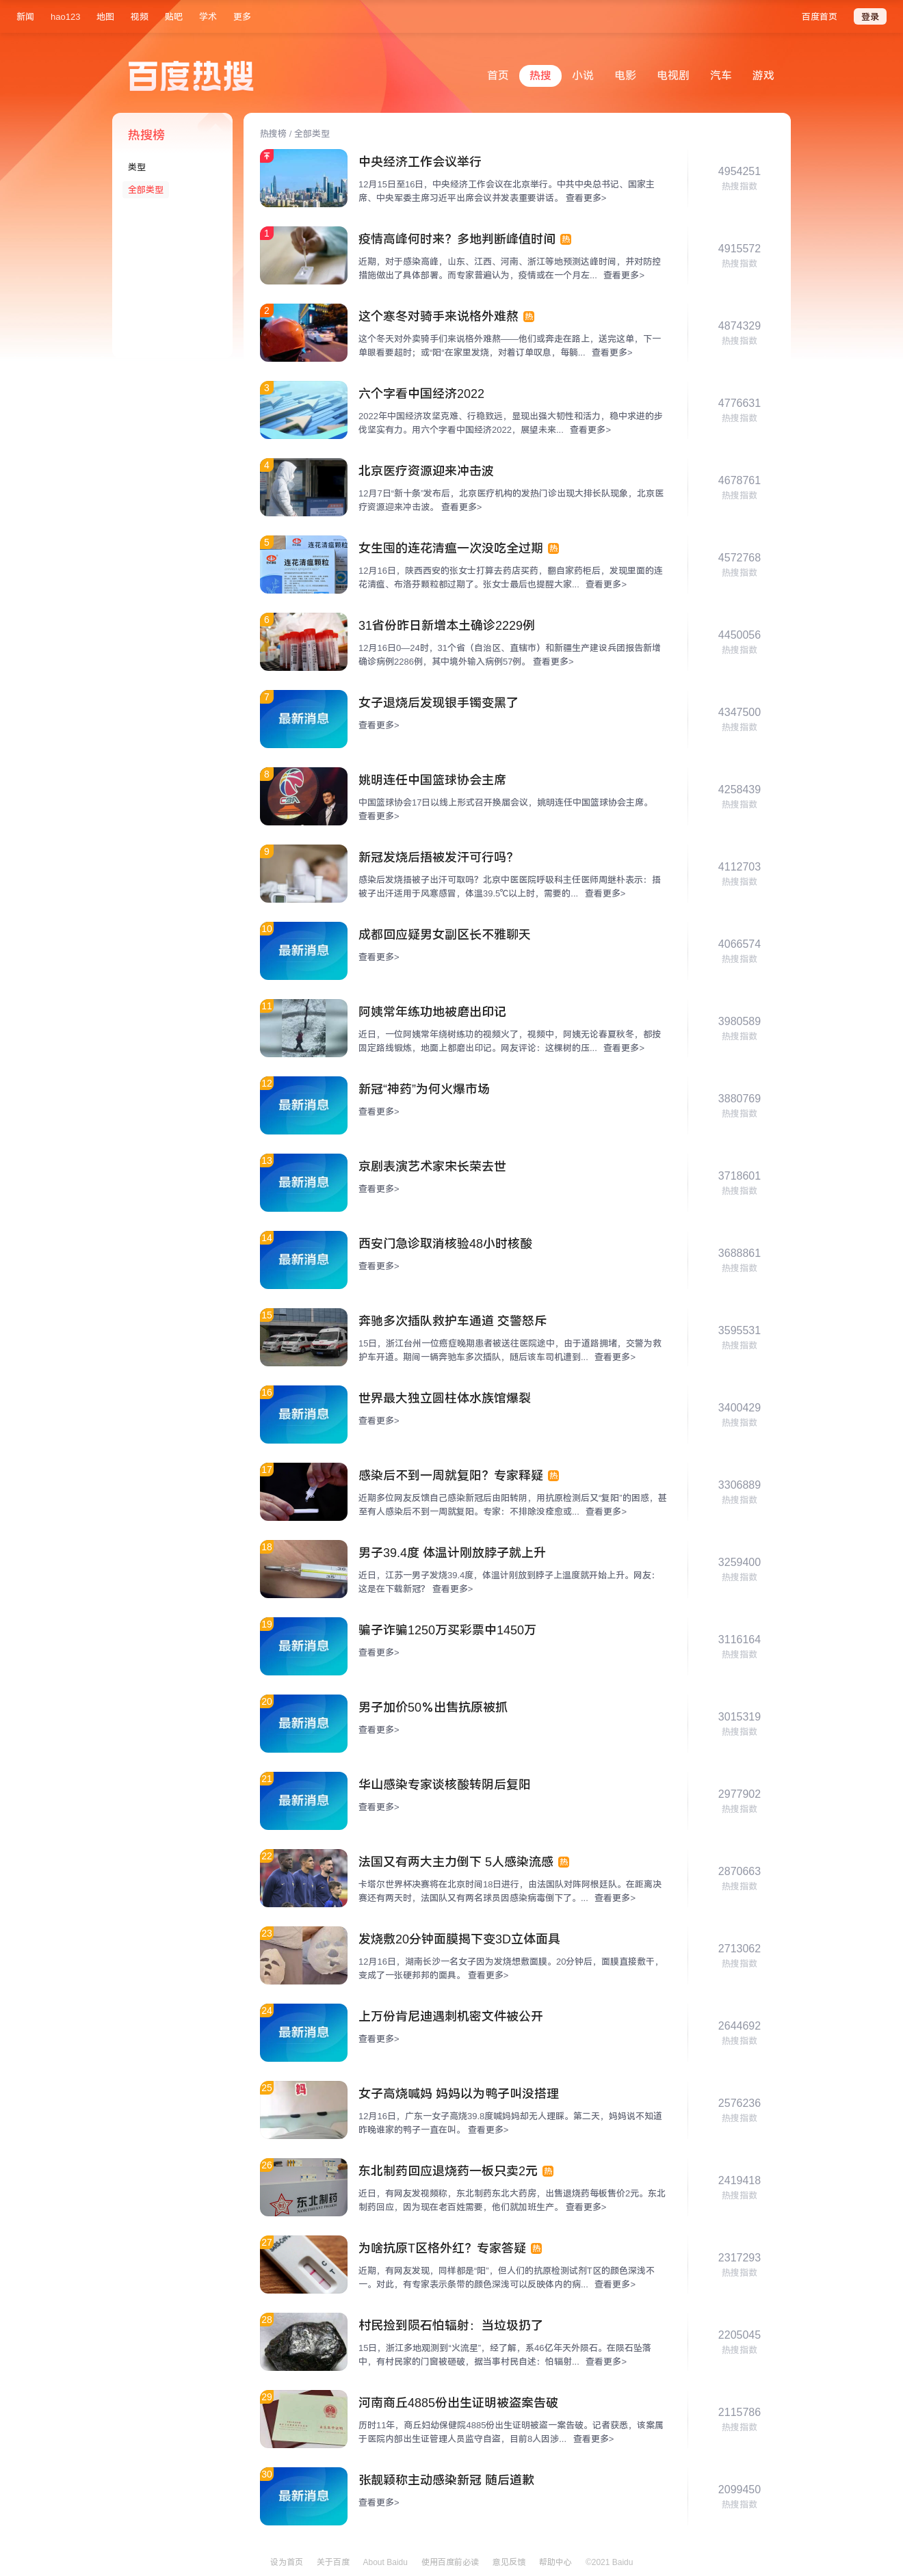 新闻 hao123 地图 视频 贴吧 学术 更多 百度首页 登录
百度热搜
首页 热搜 小说 电影 电视剧 汽车 游戏
热搜榜
类型
全部类型
热搜榜 / 全部类型
中央经济工作会议举行
12月15日至16日，中央经济工作会议在北京举行。中共中央总书记、国家主
席、中央军委主席习近平出席会议并发表重要讲话。 查看更多>
4954251
热搜指数
1
疫情高峰何时来？多地判断峰值时间 热
近期，对于感染高峰，山东、江西、河南、浙江等地预测达峰时间，并对防控
措施做出了具体部署。而专家普遍认为，疫情或在一个月左... 查看更多>
4915572
热搜指数
2
这个寒冬对骑手来说格外难熬 热
这个冬天对外卖骑手们来说格外难熬——他们或奔走在路上，送完这单，下一
单眼看要超时；或“阳”在家里发烧，对着订单叹息，每躺... 查看更多>
4874329
热搜指数
3
六个字看中国经济2022
2022年中国经济攻坚克难、行稳致远，显现出强大韧性和活力，稳中求进的步
伐坚实有力。用六个字看中国经济2022，展望未来... 查看更多>
4776631
热搜指数
4
北京医疗资源迎来冲击波
12月7日“新十条”发布后，北京医疗机构的发热门诊出现大排长队现象，北京医
疗资源迎来冲击波。 查看更多>
4678761
热搜指数
5
连花清瘟颗粒
连花清瘟颗粒
女生囤的连花清瘟一次没吃全过期 热
12月16日，陕西西安的张女士打算去药店买药，翻自家药柜后，发现里面的连
花清瘟、布洛芬颗粒都过期了。张女士最后也提醒大家... 查看更多>
4572768
热搜指数
6
31省份昨日新增本土确诊2229例
12月16日0—24时，31个省（自治区、直辖市）和新疆生产建设兵团报告新增
确诊病例2286例，其中境外输入病例57例。 查看更多>
4450056
热搜指数
7
最新消息
女子退烧后发现银手镯变黑了
查看更多>
4347500
热搜指数
8
CBA
姚明连任中国篮球协会主席
中国篮球协会17日以线上形式召开换届会议，姚明连任中国篮球协会主席。
查看更多>
4258439
热搜指数
9
新冠发烧后捂被发汗可行吗？
感染后发烧捂被子出汗可取吗？北京中医医院呼吸科主任医师周继朴表示：捂
被子出汗适用于风寒感冒，体温39.5℃以上时，需要的... 查看更多>
4112703
热搜指数
10
最新消息
成都回应疑男女副区长不雅聊天
查看更多>
4066574
热搜指数
11
阿姨常年练功地被磨出印记
近日，一位阿姨常年绕树练功的视频火了，视频中，阿姨无论春夏秋冬，都按
固定路线锻炼，地面上都磨出印记。网友评论：这棵树的压... 查看更多>
3980589
热搜指数
12
最新消息
新冠“神药”为何火爆市场
查看更多>
3880769
热搜指数
13
最新消息
京剧表演艺术家宋长荣去世
查看更多>
3718601
热搜指数
14
最新消息
西安门急诊取消核验48小时核酸
查看更多>
3688861
热搜指数
15
奔驰多次插队救护车通道 交警怒斥
15日，浙江台州一位癌症晚期患者被送往医院途中，由于道路拥堵，交警为救
护车开道。期间一辆奔驰车多次插队，随后该车司机遭到... 查看更多>
3595531
热搜指数
16
最新消息
世界最大独立圆柱体水族馆爆裂
查看更多>
3400429
热搜指数
17
感染后不到一周就复阳？专家释疑 热
近期多位网友反馈自己感染新冠后由阳转阴，用抗原检测后又“复阳”的困惑，甚
至有人感染后不到一周就复阳。专家：不排除没痊愈或... 查看更多>
3306889
热搜指数
18
男子39.4度 体温计刚放脖子就上升
近日，江苏一男子发烧39.4度，体温计刚放到脖子上温度就开始上升。网友：
这是在下载新冠？ 查看更多>
3259400
热搜指数
19
最新消息
骗子诈骗1250万买彩票中1450万
查看更多>
3116164
热搜指数
20
最新消息
男子加价50%出售抗原被抓
查看更多>
3015319
热搜指数
21
最新消息
华山感染专家谈核酸转阴后复阳
查看更多>
2977902
热搜指数
22
法国又有两大主力倒下 5人感染流感 热
卡塔尔世界杯决赛将在北京时间18日进行，由法国队对阵阿根廷队。在距离决
赛还有两天时，法国队又有两名球员因感染病毒倒下了。... 查看更多>
2870663
热搜指数
23
发烧敷20分钟面膜揭下变3D立体面具
12月16日，湖南长沙一名女子因为发烧想敷面膜。20分钟后，面膜直接敷干，
变成了一张硬邦邦的面具。 查看更多>
2713062
热搜指数
24
最新消息
上万份肯尼迪遇刺机密文件被公开
查看更多>
2644692
热搜指数
25
妈
女子高烧喊妈 妈妈以为鸭子叫没搭理
12月16日，广东一女子高烧39.8度喊妈妈却无人理睬。第二天，妈妈说不知道
昨晚谁家的鸭子一直在叫。 查看更多>
2576236
热搜指数
26
东北制药
东北制药回应退烧药一板只卖2元 热
近日，有网友发视频称，东北制药东北大药房，出售退烧药每板售价2元。东北
制药回应，因为现在老百姓需要，他们就加班生产。 查看更多>
2419418
热搜指数
27
C T
为啥抗原T区格外红？专家答疑 热
近期，有网友发现，同样都是“阳”，但人们的抗原检测试剂T区的颜色深浅不
一。对此，有专家表示条带的颜色深浅可以反映体内的病... 查看更多>
2317293
热搜指数
28
村民捡到陨石怕辐射：当垃圾扔了
15日，浙江多地观测到“火流星”，经了解，系46亿年天外陨石。在陨石坠落
中，有村民家的门窗被砸破，据当事村民自述：怕辐射... 查看更多>
2205045
热搜指数
29
河南商丘4885份出生证明被盗案告破
历时11年，商丘妇幼保健院4885份出生证明被盗一案告破。记者获悉，该案属
于医院内部出生证管理人员监守自盗，目前8人因涉... 查看更多>
2115786
热搜指数
30
最新消息
张靓颖称主动感染新冠 随后道歉
查看更多>
2099450
热搜指数
设为首页 关于百度 About Baidu 使用百度前必读 意见反馈 帮助中心 ©2021 Baidu